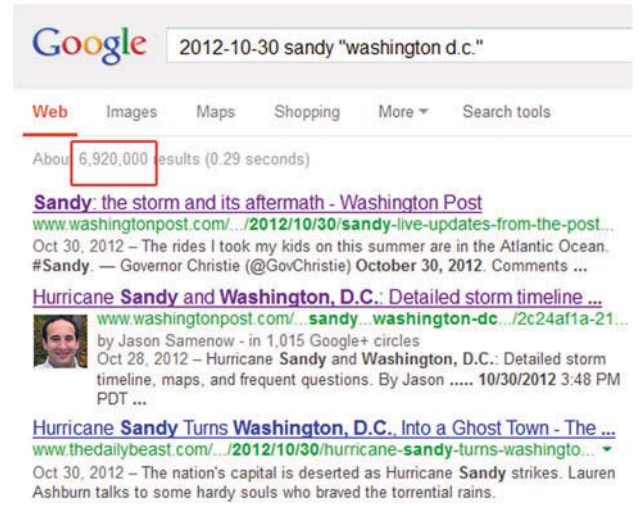 Google 2012-10-30 sandy "washington d.c."
Web Images Maps Shopping More Search tools
About 6,920,000 results (0.29 seconds)
Sandy: the storm and its aftermath - Washington Post
www.washingtonpost.com/.../2012/10/30/sandy-live-updates-from-the-post...
Oct 30, 2012 – The rides I took my kids on this summer are in the Atlantic Ocean.
#Sandy. — Governor Christie (@GovChristie) October 30, 2012. Comments ...
Hurricane Sandy and Washington, D.C.: Detailed storm timeline ...
www.washingtonpost.com/...sandy...washington-dc.../2c24af1a-21...
by Jason Samenow - in 1,015 Google+ circles
Oct 28, 2012 – Hurricane Sandy and Washington, D.C.: Detailed storm
timeline, maps, and frequent questions. By Jason ..... 10/30/2012 3:48 PM
PDT ...
Hurricane Sandy Turns Washington, D.C., Into a Ghost Town - The ...
www.thedailybeast.com/.../2012/10/30/hurricane-sandy-turns-washingto...
Oct 30, 2012 – The nation's capital is deserted as Hurricane Sandy strikes. Lauren
Ashburn talks to some hardy souls who braved the torrential rains.